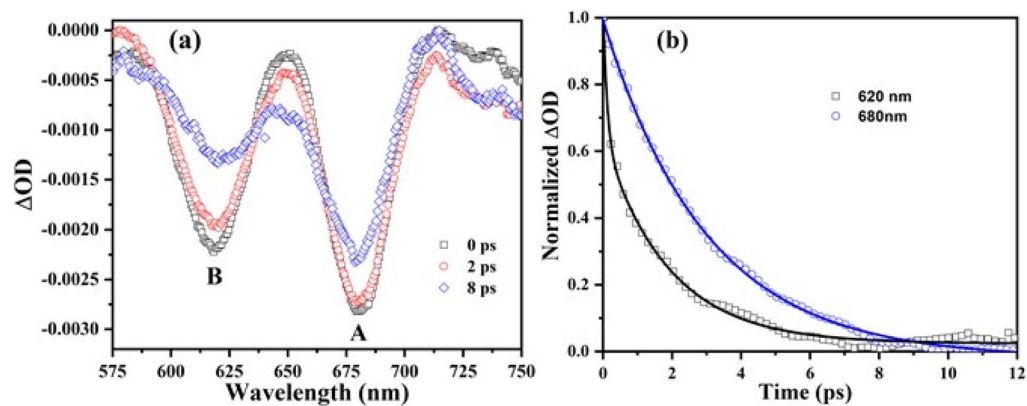 (a)
ΔOD
0.0000
-0.0005
-0.0010
-0.0015
-0.0020
-0.0025
-0.0030
B
A
0 ps
2 ps
8 ps
575 600 625 650 675 700 725 750
Wavelength (nm)
(b)
Normalized ΔOD
1.0
0.8
0.6
0.4
0.2
0.0
620 nm
680nm
0 2 4 6 8 10 12
Time (ps)